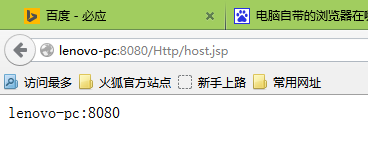 百度 - 必应 × 电脑自带的浏览器在哪
lenovo-pc:8080/Http/host.jsp
访问最多 火狐官方站点 新手上路 常用网址
lenovo-pc:8080